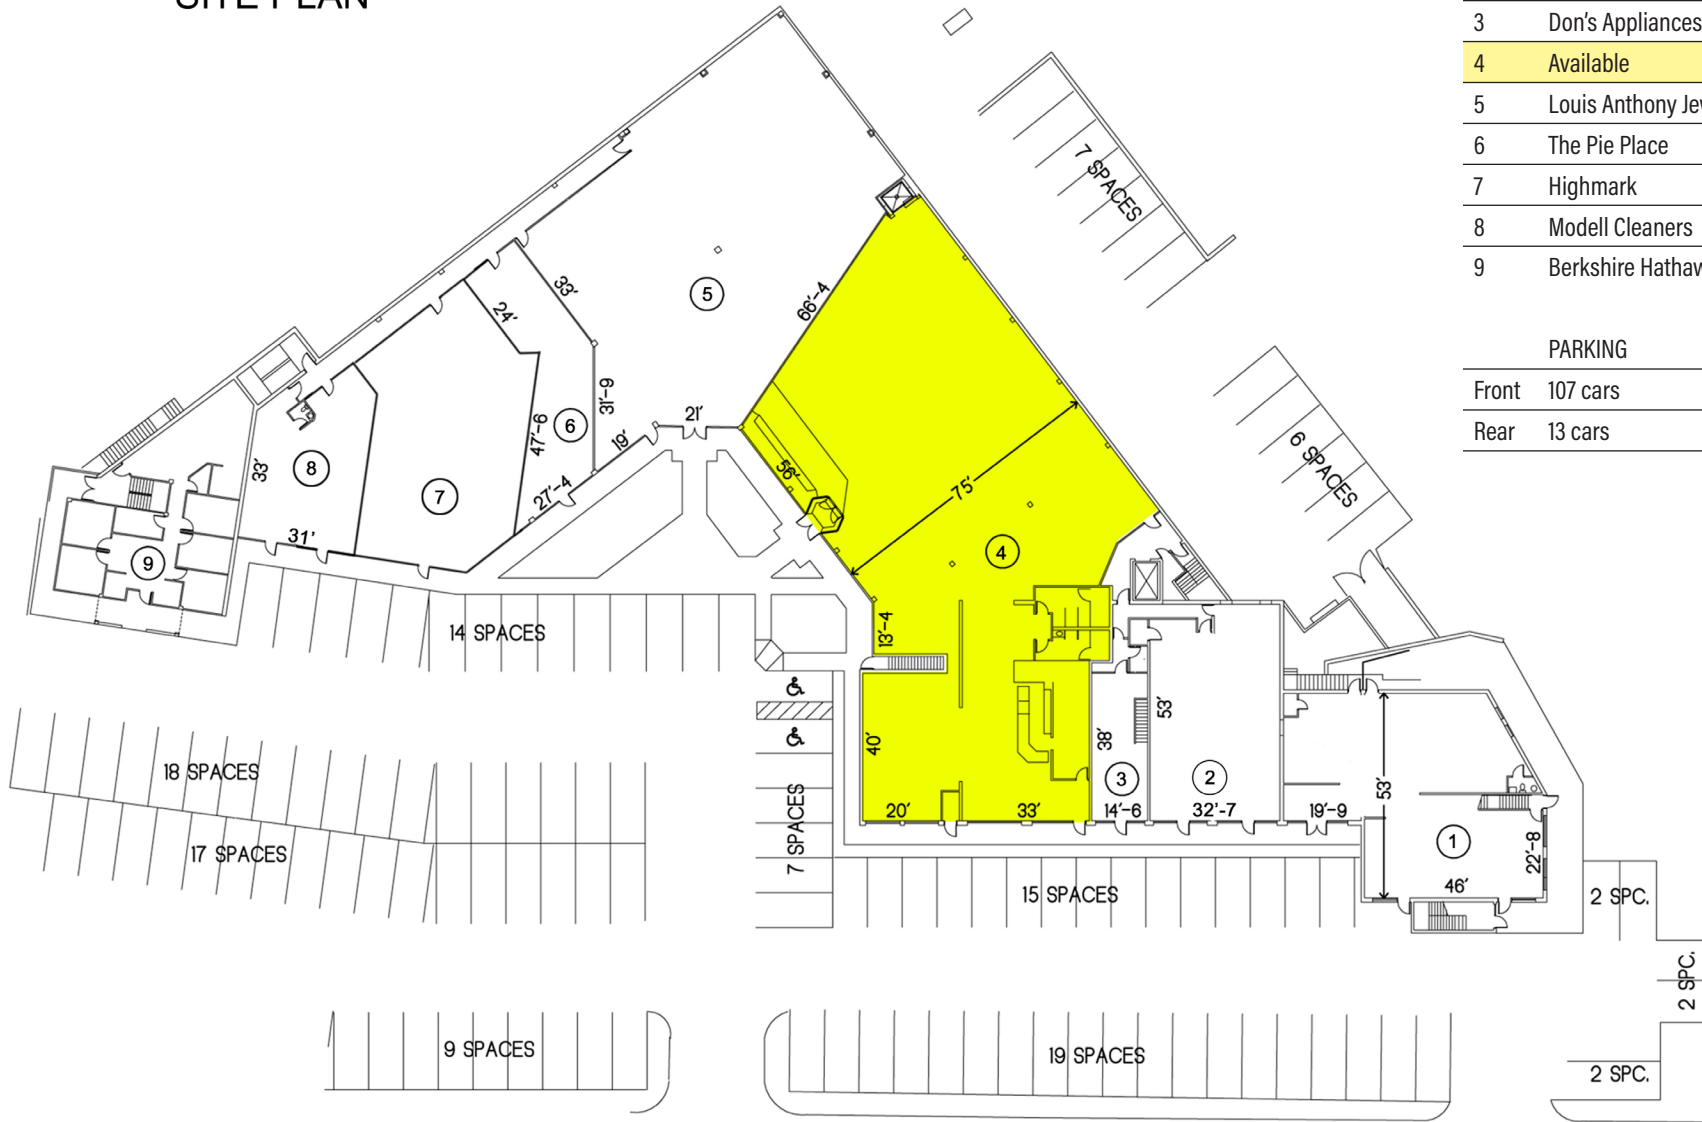 SITE PLAN
3 Don's Appliances
4 Available
5 Louis Anthony
6 The Pie Place
7 Highmark
8 Modell Cleaners
9 Berkshire
PARKING
Front 107 cars
Rear 13 cars
7 SPACES
6 SPACES
5
66'-4
33'
24'
31'-9
6
47'-6
21'
19'
27'-4
8
33'
7
31'
9
56'
75'
4
13'-4
40'
20'
33'
38'
3
14'-6
53'
2
32'-7
19'-9
53'
1
22'-8
46'
14 SPACES
18 SPACES
17 SPACES
7 SPACES
15 SPACES
2 SPC.
2 SPC.
2 SPC.
9 SPACES
19 SPACES
2 SPC.